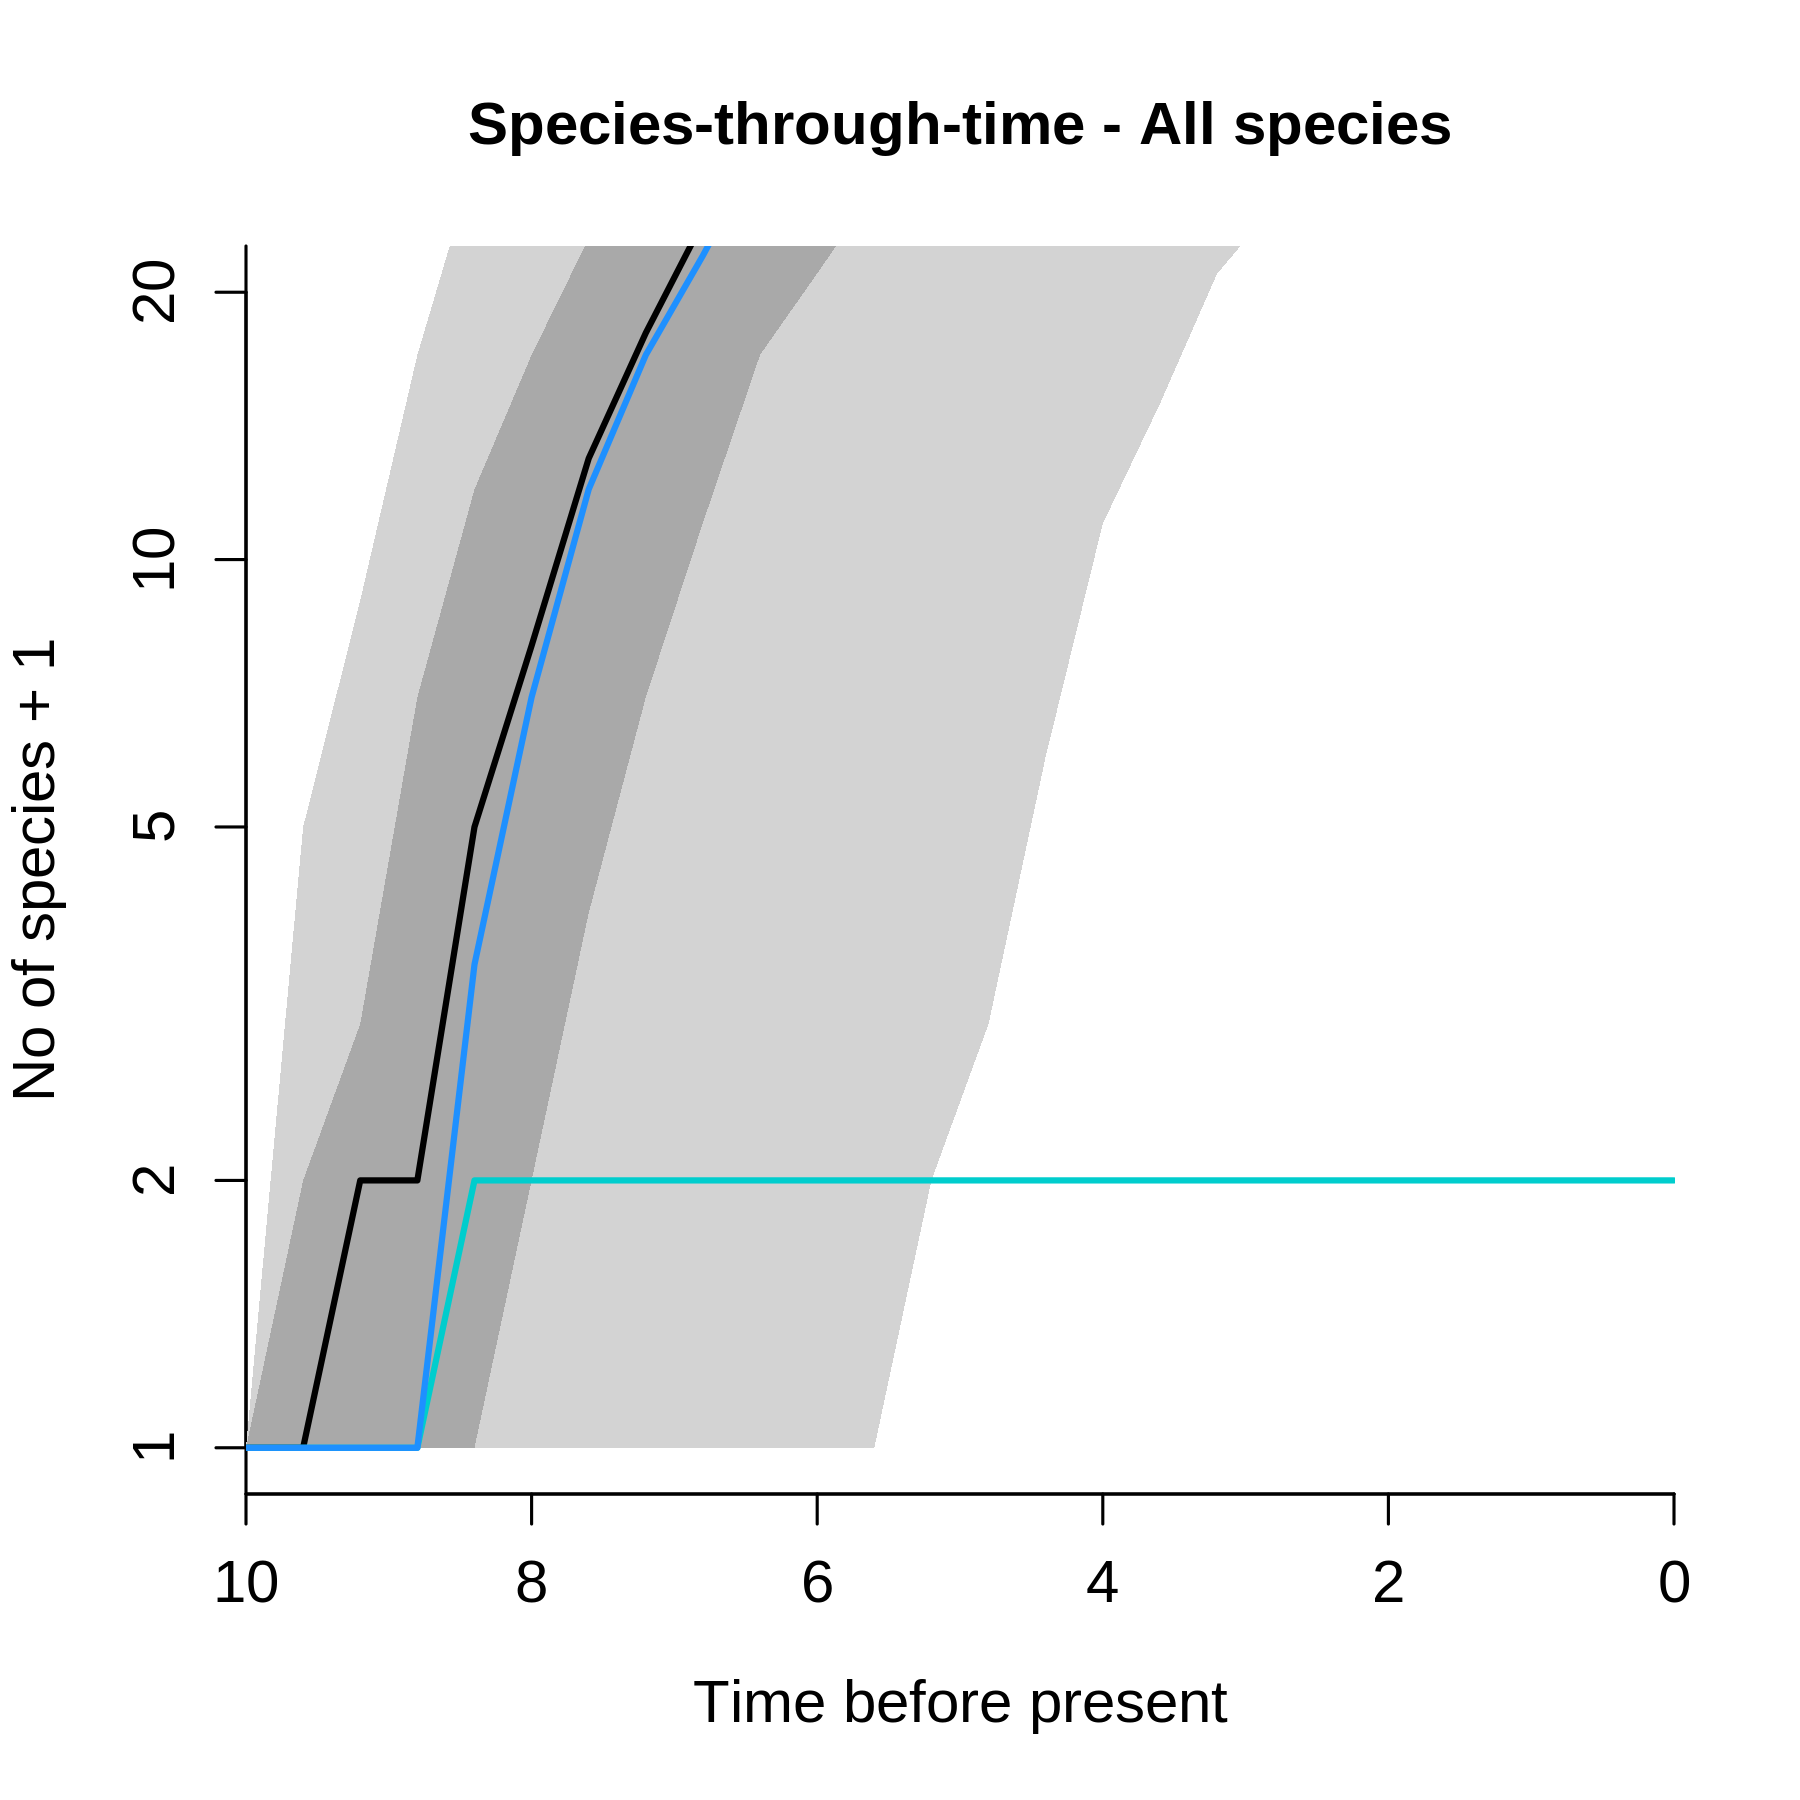 Species-through-time - All species
No of species + 1
20
10
5
2
1
10 8 6 4 2 0
Time before present